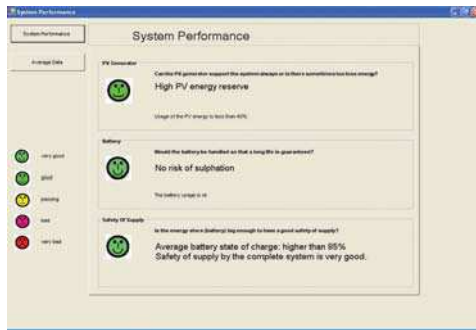 System Performance
System Performance
System Performance
Average Data
PV Generator
Can the PV generator support the system always or is there sometimes too less energy?
High PV energy reserve
Usage of the PV energy is less than 40%.
Battery
Would the battery be handled so that a long life is guaranteed?
No risk of sulphation
The battery usage is ok
Safety Of Supply
Is the energy store (battery) big enough to have a good safety of supply?
Average battery state of charge: higher than 85%
Safety of supply by the complete system is very good.
very good
good
passing
bad
very bad